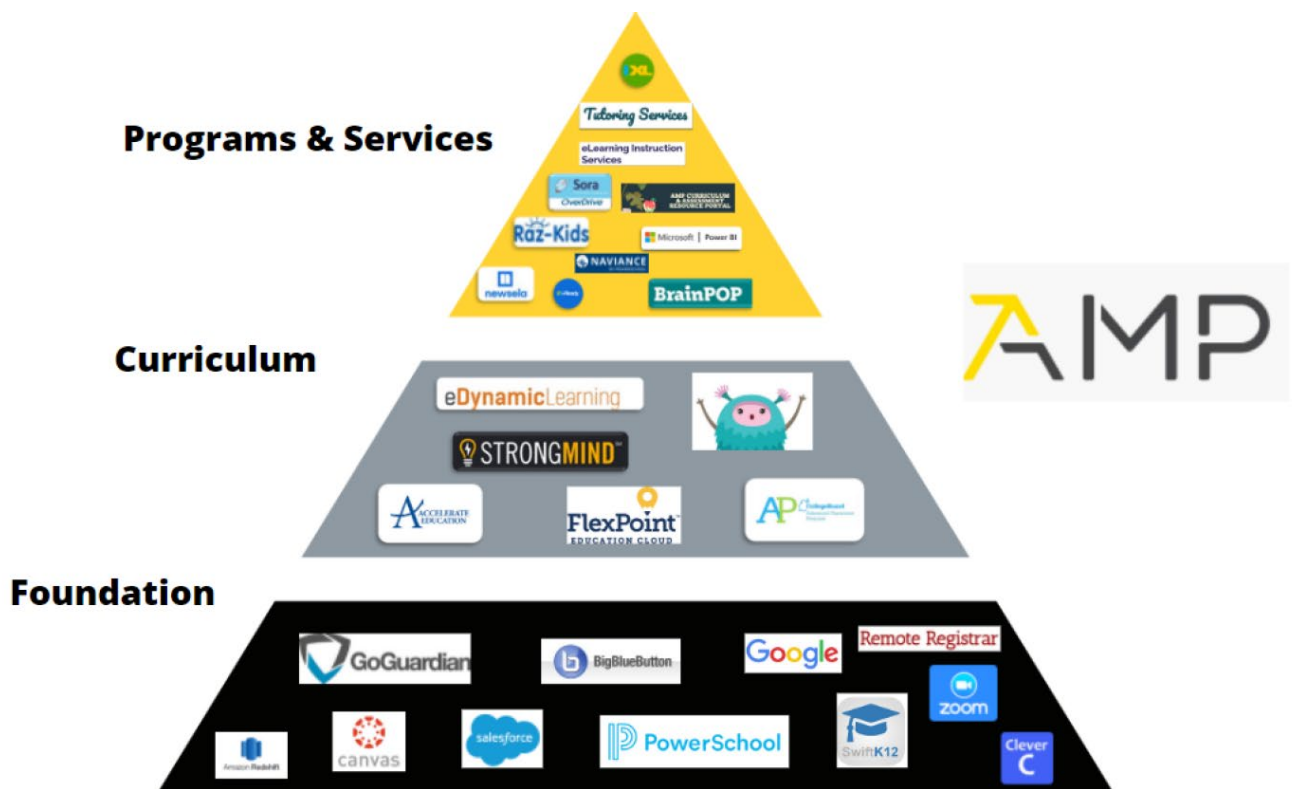 Programs & Services
iXL
Tutoring Services
eLearning Instruction
Services
Sora
OverDrive
AMP CURRICULUM
& ASSESSMENT
RESOURCE PORTAL
Raz-Kids
Microsoft | Power BI
NAVIANCE
newsela
BrainPOP
AMP
Curriculum
eDynamicLearning
STRONGMIND
ACCELERATE
EDUCATION
FlexPoint
EDUCATION CLOUD
AP CollegeBoard
Foundation
GoGuardian
BigBlueButton
Google
Remote Registrar
zoom
Amazon Redshift
canvas
salesforce
PowerSchool
SwiftK12
Clever
C